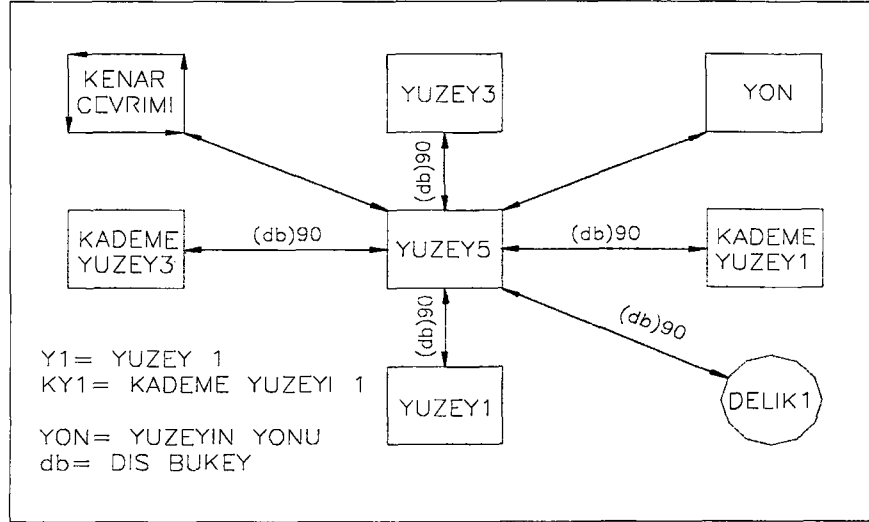 KENAR
CEVRIMI
YUZEY3
YON
(db)90
KADEME
YUZEY3
(db)90
YUZEY5
(db)90
KADEME
YUZEY1
(db)90
(db)90
Y1= YUZEY 1
KY1= KADEME YUZEYI 1
YUZEY1
DELIK1
YON= YUZEYIN YONU
db= DIS BUKEY